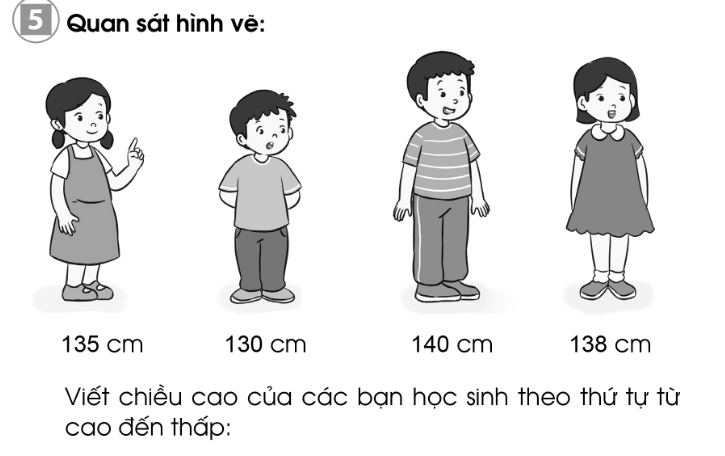 5 Quan sát hình vẽ:
135 cm 130 cm 140 cm 138 cm
Viết chiều cao của các bạn học sinh theo thứ tự từ
cao đến thấp: